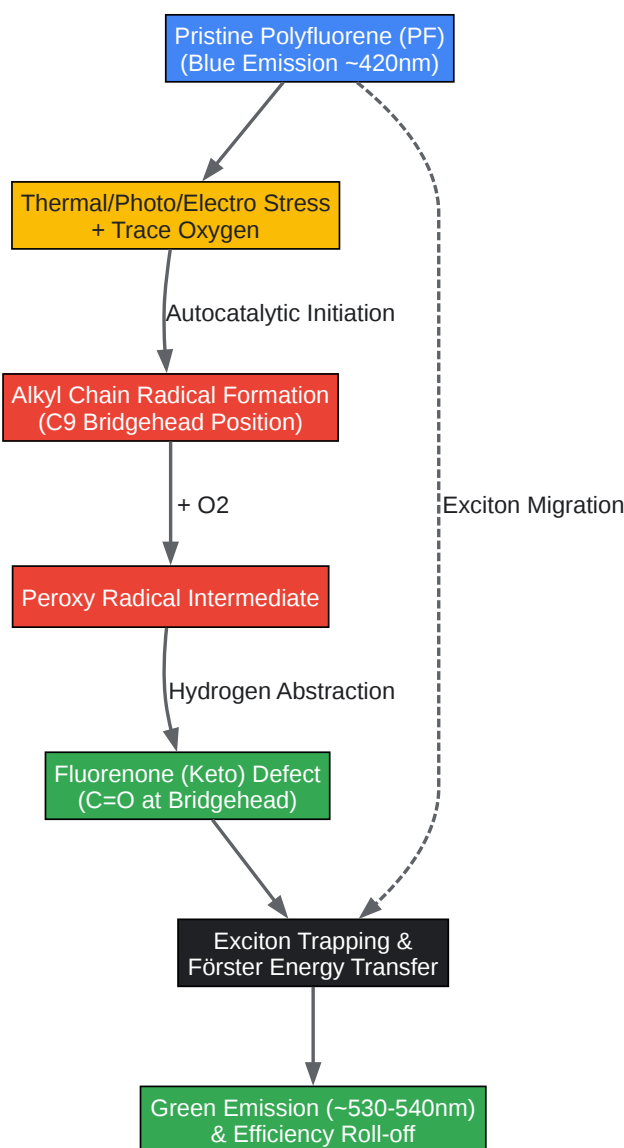 Pristine Polyfluorene (PF)
(Blue Emission ~420nm)
Thermal/Photo/Electro Stress
+ Trace Oxygen
Autocatalytic Initiation
Alkyl Chain Radical Formation
(C9 Bridgehead Position)
+ O2
Exciton Migration
Peroxy Radical Intermediate
Hydrogen Abstraction
Fluorenone (Keto) Defect
(C=O at Bridgehead)
Exciton Trapping &
Förster Energy Transfer
Green Emission (~530-540nm)
& Efficiency Roll-off